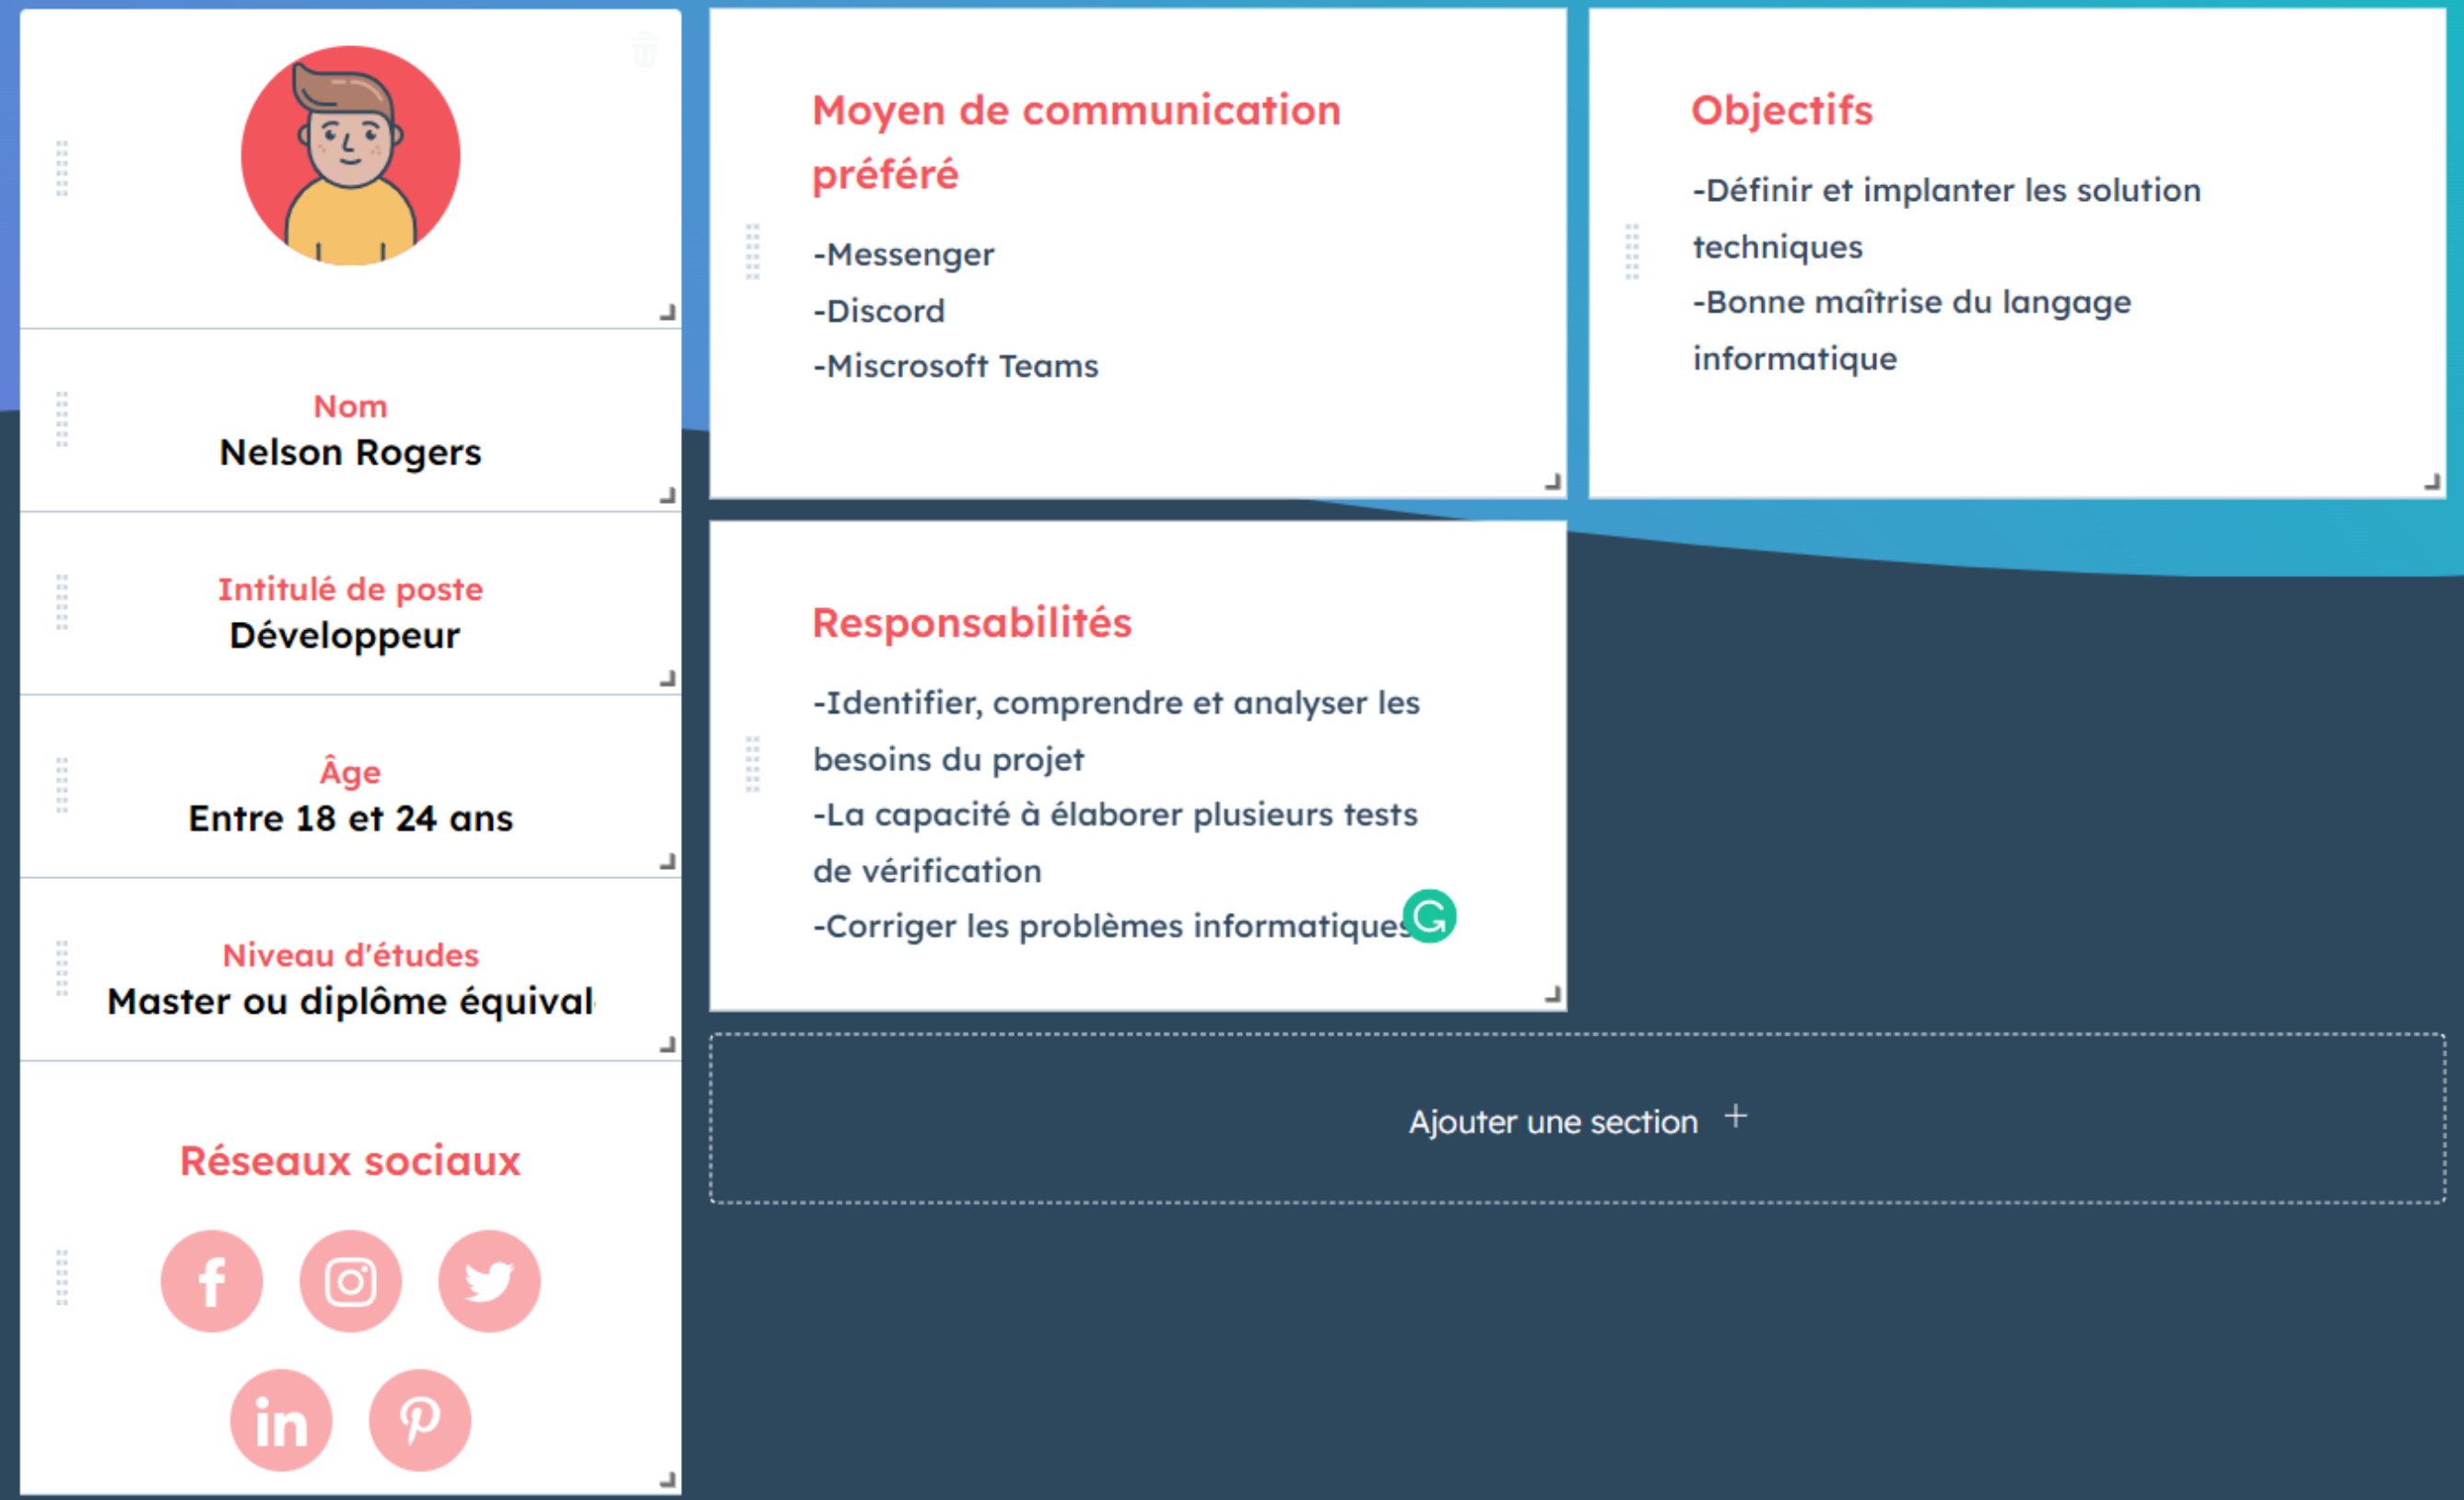 Nom
Nelson Rogers
Intitulé de poste
Développeur
Âge
Entre 18 et 24 ans
Niveau d'études
Master ou diplôme équival
Réseaux sociaux
Moyen de communication
préféré
-Messenger
-Discord
-Miscrosoft Teams
Objectifs
-Définir et implanter les solution
techniques
-Bonne maîtrise du langage
informatique
Responsabilités
-Identifier, comprendre et analyser les
besoins du projet
-La capacité à élaborer plusieurs tests
de vérification
-Corriger les problèmes informatiques
Ajouter une section +